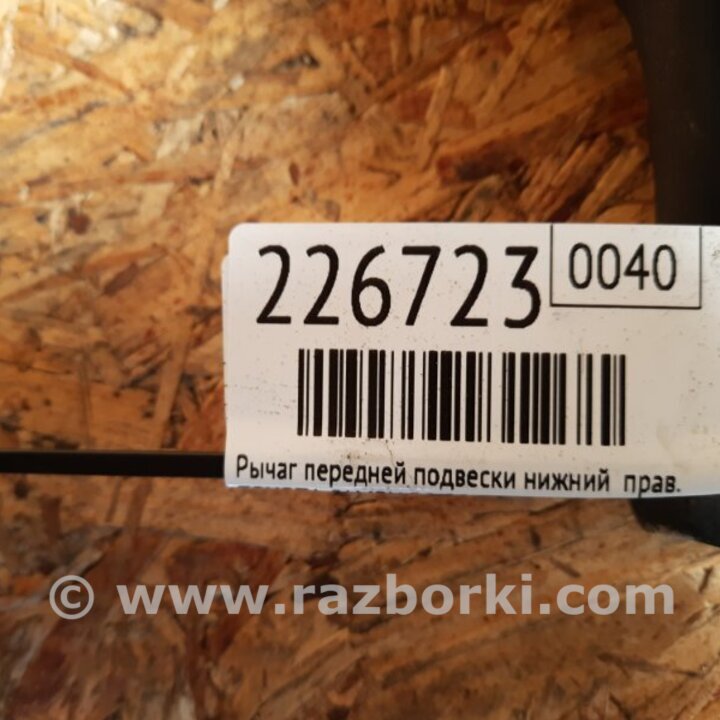 226723
0040
Рычаг передней подвески нижний прав.
© www.razborki.com